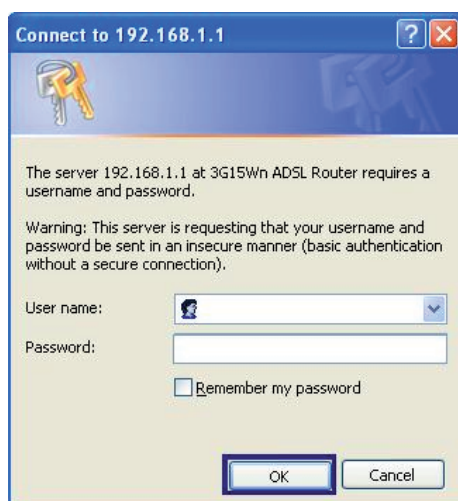 Connect to 192.168.1.1
The server 192.168.1.1 at 3G15Wn ADSL Router requires a
username and password.
Warning: This server is requesting that your username and
password be sent in an insecure manner (basic authentication
without a secure connection).
User name:
Password:
Remember my password
OK
Cancel